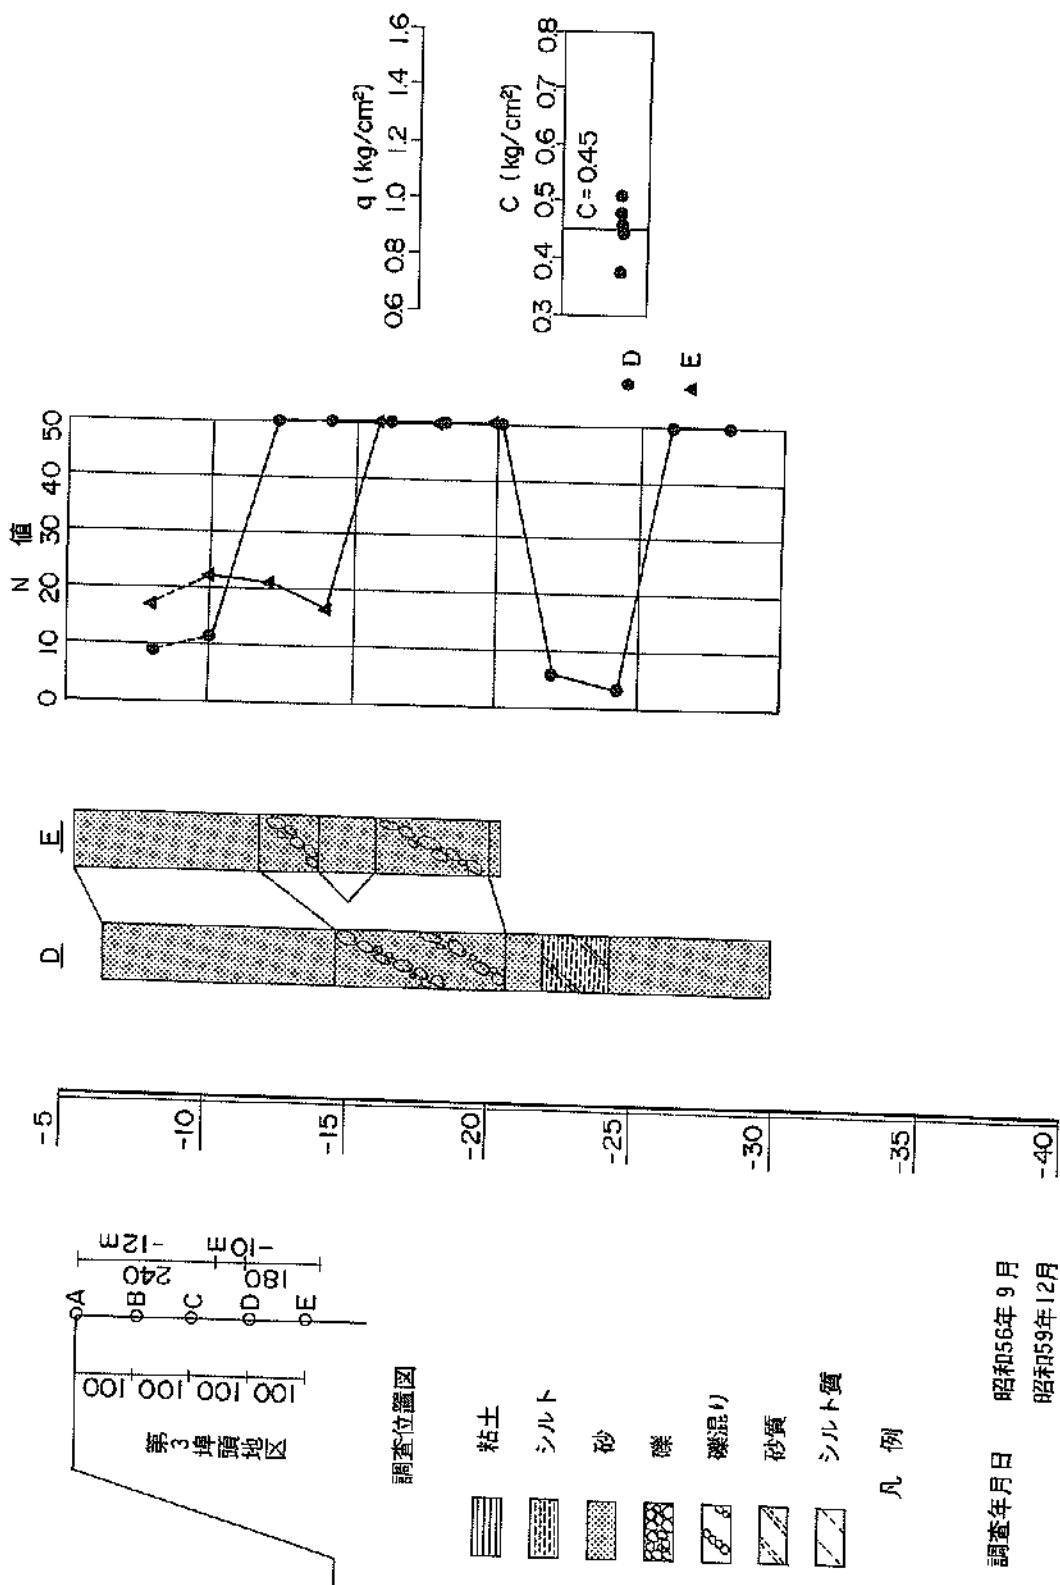 第3埠頭地区
100 100 100 100
240 180
-12m -10m
A
B
C
D
E
調査位置図
粘土
シルト
砂
礫
礫混り
砂質
シルト質
凡 例
調査年月日 昭和56年9月
昭和59年12月
-5
-10
-15
-20
-25
-30
-35
-40
D
E
N 値
0 10 20 30 40 50
D
E
q (kg/cm²)
0.6 0.8 1.0 1.2 1.4 1.6
C (kg/cm²)
0.3 0.4 0.5 0.6 0.7 0.8
C=0.45